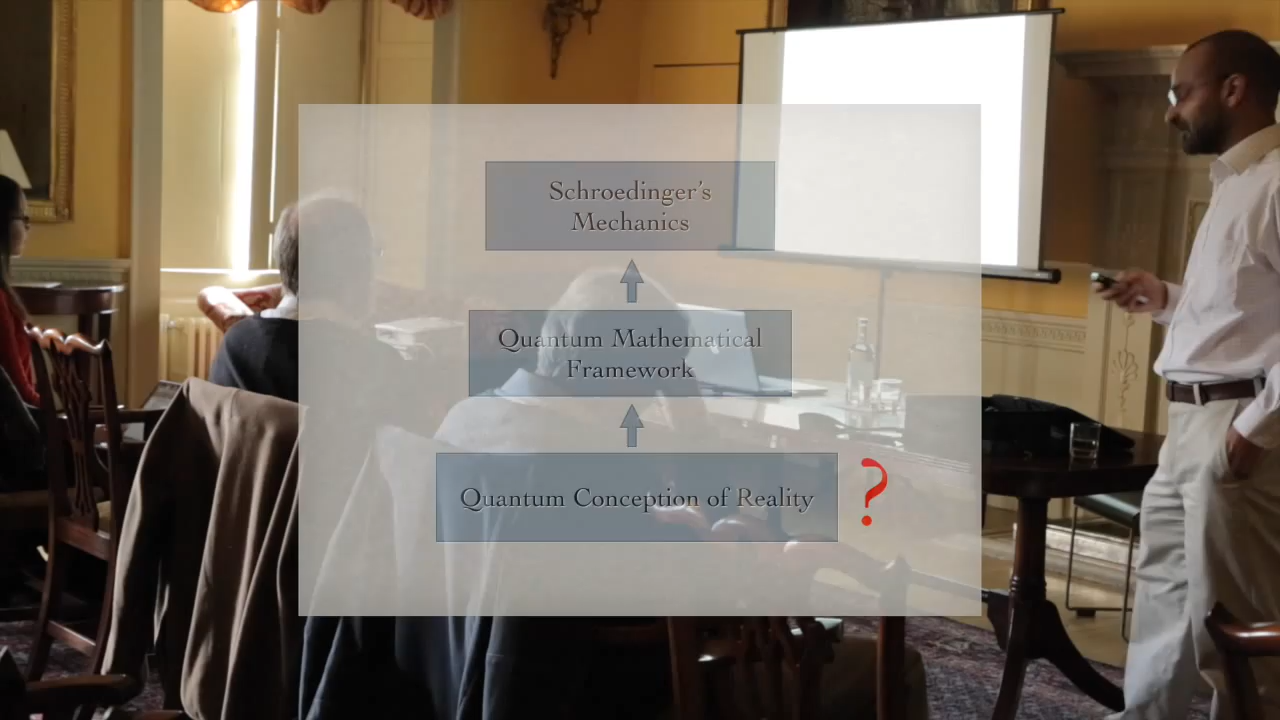 Schroedinger's
Mechanics
Quantum Mathematical
Framework
Quantum Conception of Reality
?